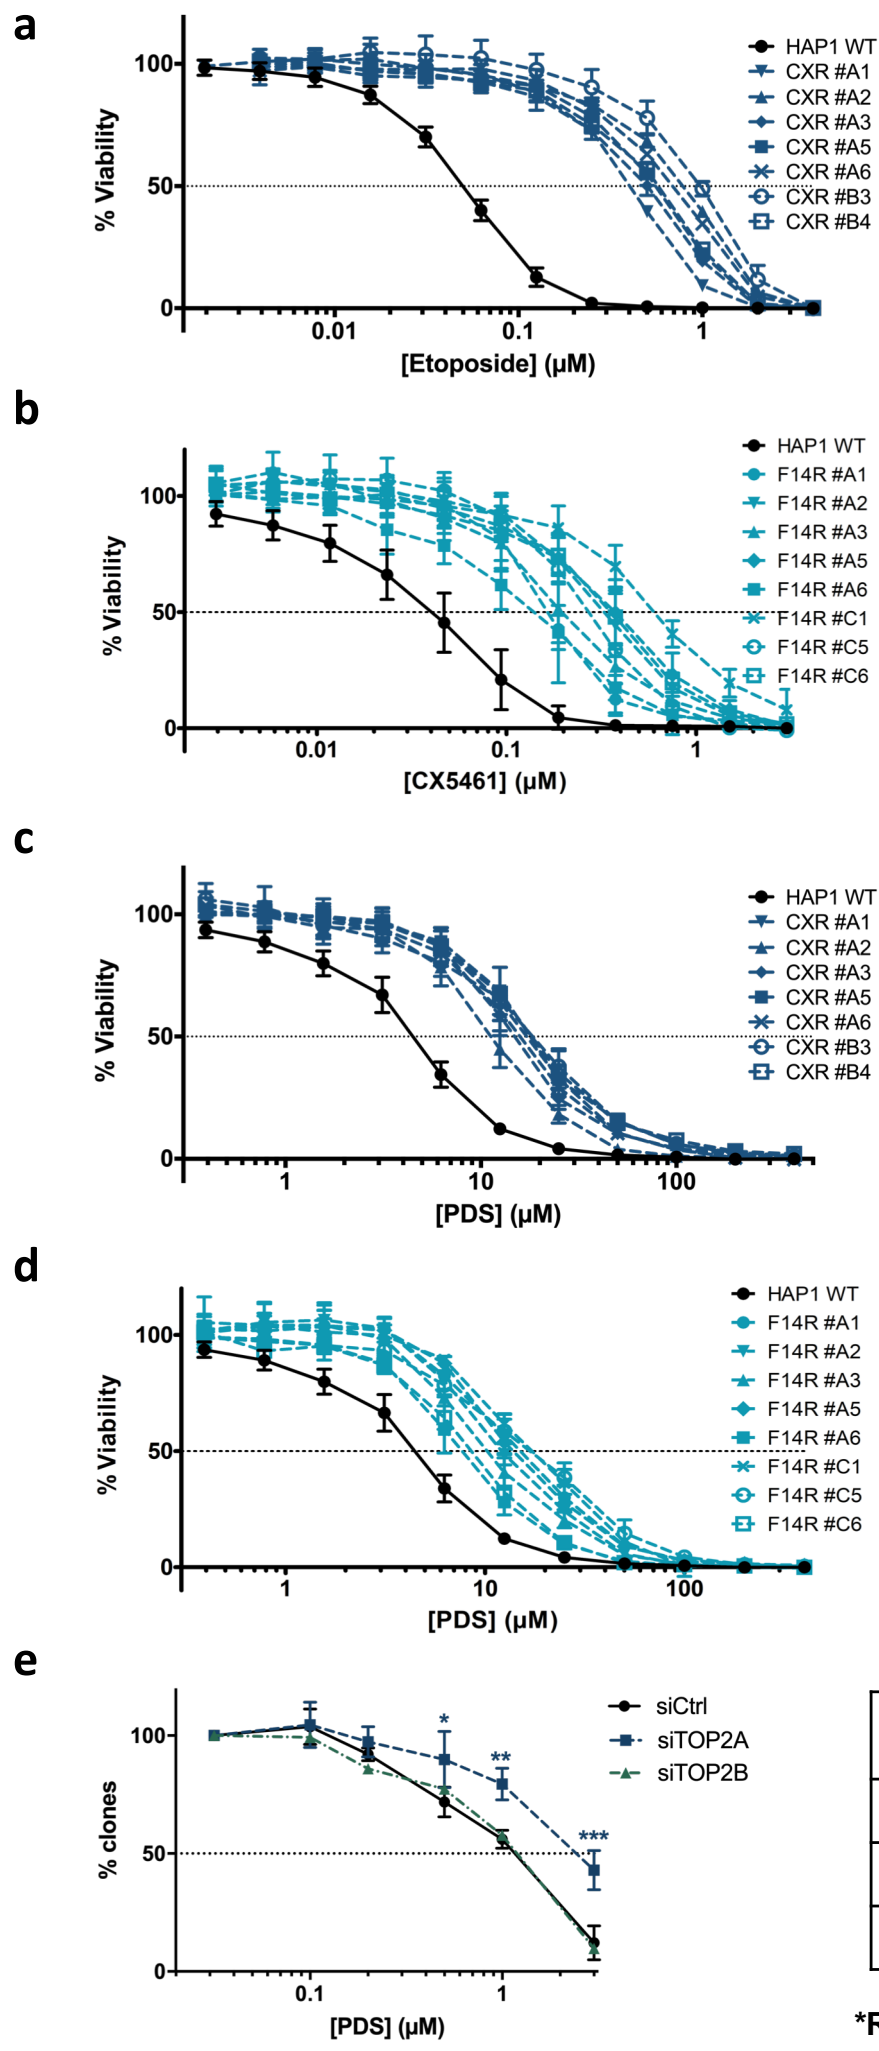 a
100
50
0
% Viability
0.01
0.1
1
[Etoposide] (µM)
HAP1 WT
CXR #A1
CXR #A2
CXR #A3
CXR #A5
CXR #A6
CXR #B3
CXR #B4
b
100
50
0
% Viability
0.01
0.1
1
[CX5461] (µM)
HAP1 WT
F14R #A1
F14R #A2
F14R #A3
F14R #A5
F14R #A6
F14R #C1
F14R #C5
F14R #C6
c
100
50
0
% Viability
1
10
100
[PDS] (µM)
HAP1 WT
CXR #A1
CXR #A2
CXR #A3
CXR #A5
CXR #A6
CXR #B3
CXR #B4
d
100
50
0
% Viability
1
10
100
[PDS] (µM)
HAP1 WT
F14R #A1
F14R #A2
F14R #A3
F14R #A5
F14R #A6
F14R #C1
F14R #C5
F14R #C6
e
100
50
0
% clones
*
**
***
0.1
1
[PDS] (µM)
siCtrl
siTOP2A
siTOP2B